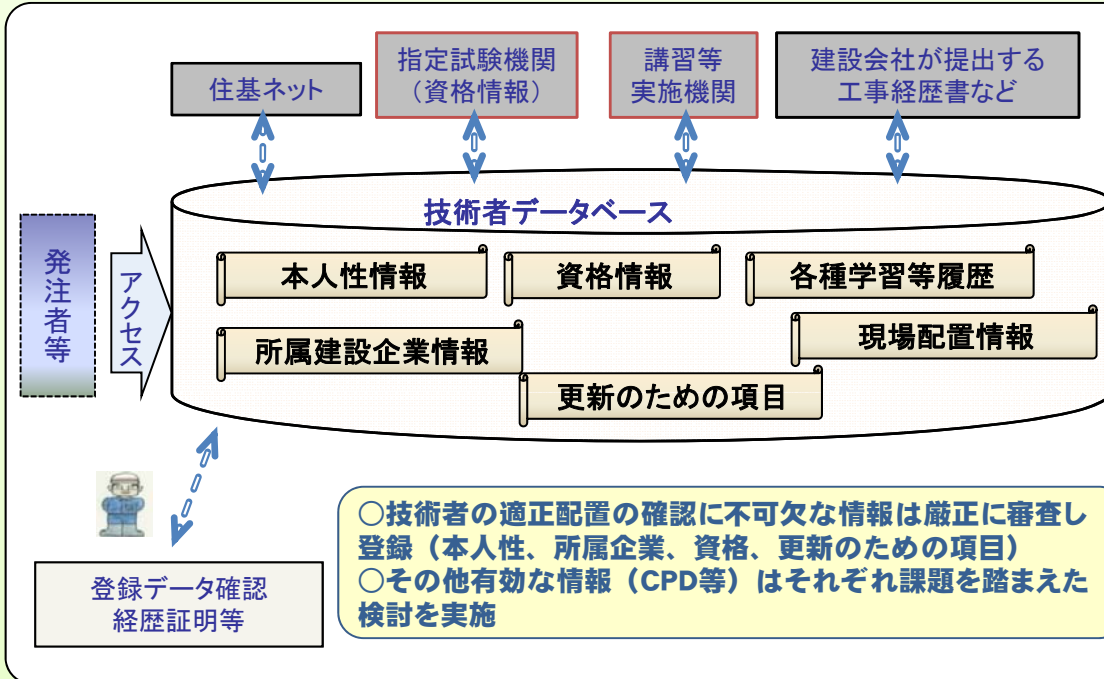 住基ネット
指定試験機関
（資格情報）
講習等
実施機関
建設会社が提出する
工事経歴書など
技術者データベース
発注者等
アクセス
本人性情報
資格情報
各種学習等履歴
所属建設企業情報
現場配置情報
更新のための項目
登録データ確認
経歴証明等
○技術者の適正配置の確認に不可欠な情報は厳正に審査し
登録（本人性、所属企業、資格、更新のための項目）
○その他有効な情報（CPD等）はそれぞれ課題を踏まえた
検討を実施